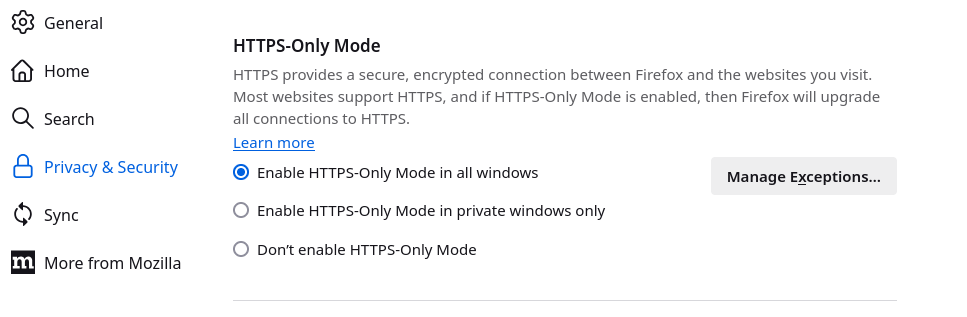 General
Home
Search
Privacy & Security
Sync
m More from Mozilla
HTTPS-Only Mode
HTTPS provides a secure, encrypted connection between Firefox and the websites you visit.
Most websites support HTTPS, and if HTTPS-Only Mode is enabled, then Firefox will upgrade
all connections to HTTPS.
Learn more
Enable HTTPS-Only Mode in all windows
Manage Exceptions...
Enable HTTPS-Only Mode in private windows only
Don’t enable HTTPS-Only Mode